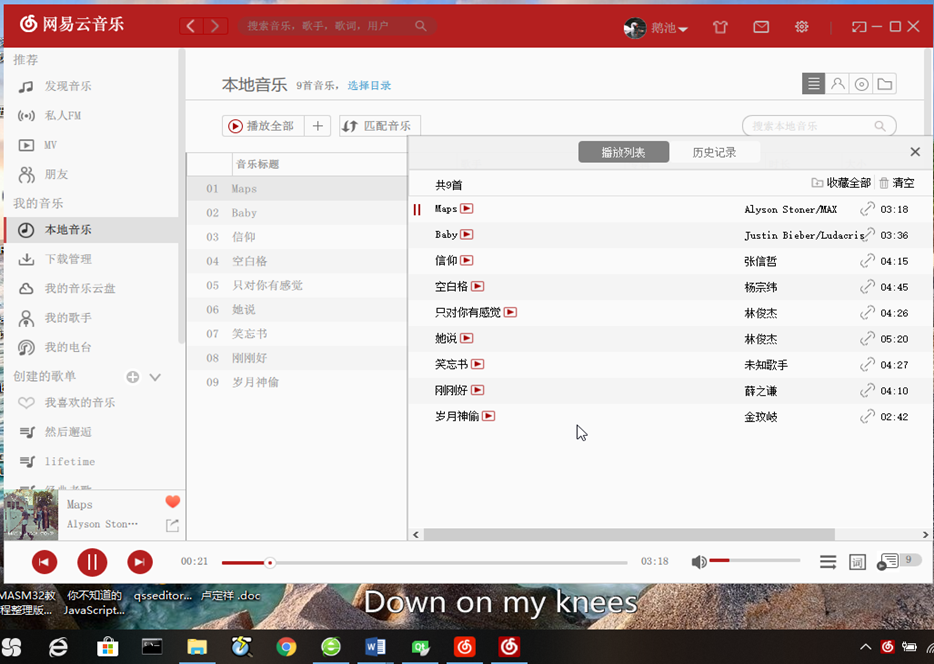 网易云音乐
搜索音乐，歌手，歌词，用户
鹅池
推荐
发现音乐
私人FM
MV
朋友
我的音乐
本地音乐
下载管理
我的音乐云盘
我的歌手
我的电台
创建的歌单
我喜欢的音乐
然后邂逅
lifetime
本地音乐 9首音乐，选择目录
播放全部
匹配音乐
搜索本地音乐
音乐标题
01 Maps
02 Baby
03 信仰
04 空白格
05 只对你有感觉
06 她说
07 笑忘书
08 刚刚好
09 岁月神偷
播放列表 历史记录
共9首 收藏全部 清空
Maps Alyson Stoner/MAX 03:18
Baby Justin Bieber/Ludacris 03:36
信仰 张信哲 04:15
空白格 杨宗纬 04:45
只对你有感觉 林俊杰 04:26
她说 林俊杰 05:20
笑忘书 未知歌手 04:27
刚刚好 薛之谦 04:10
岁月神偷 金玟岐 02:42
Maps
Alyson Ston…
00:21 03:18 词 9
MASM32教
程整理版...
你不知道的
JavaScript...
qsseditor...
卢定祥 .doc
Down on my knees